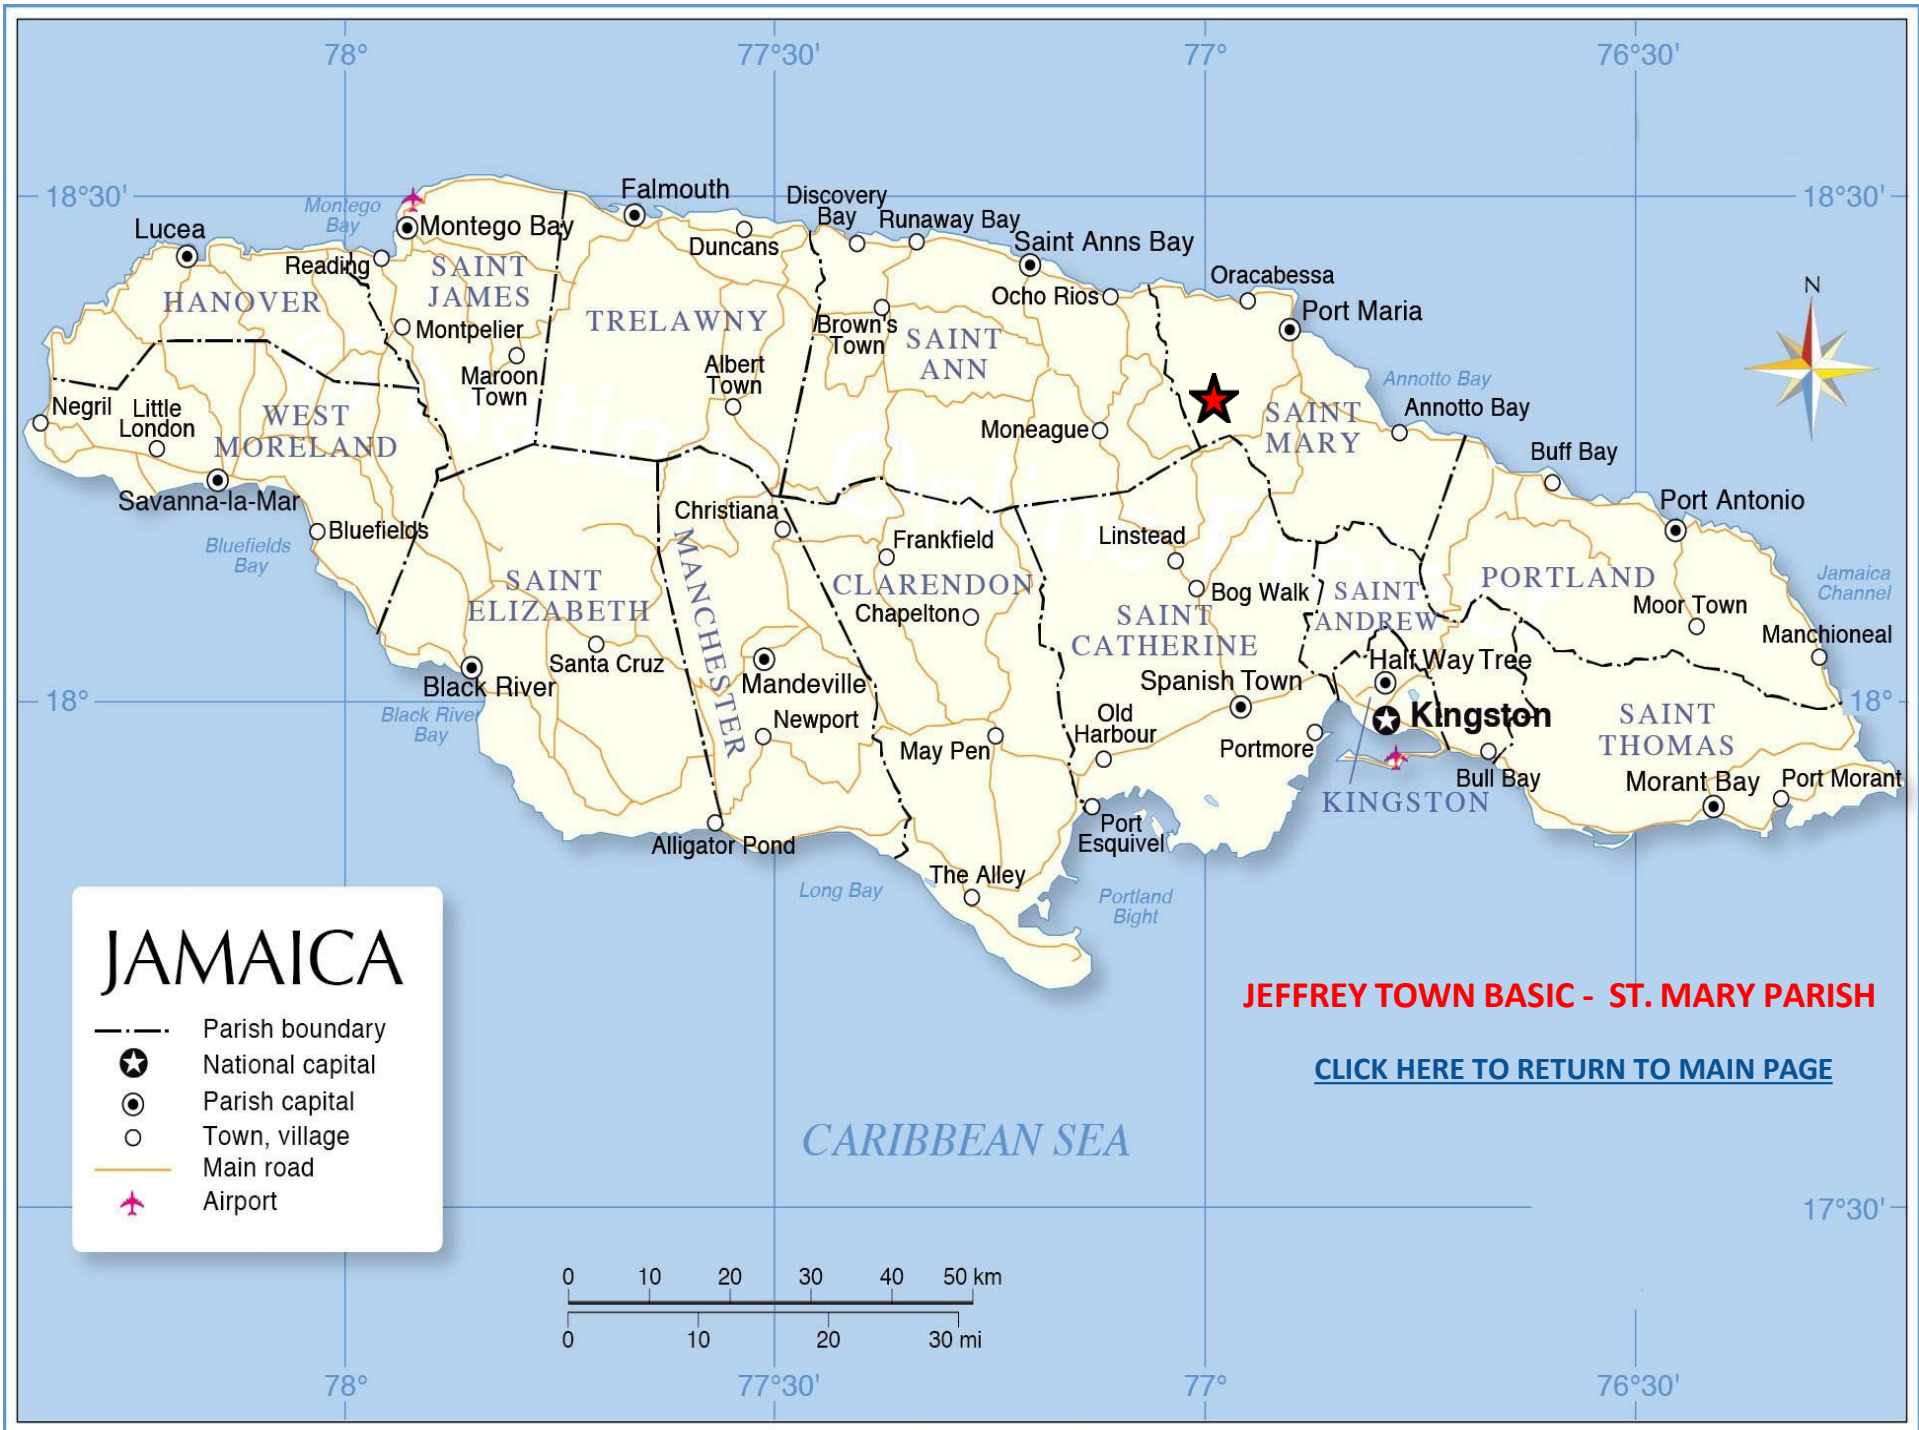 78°
77°30'
77°
76°30'
18°30'
18°30'
Montego
Bay
Lucea
Montego Bay
Reading
Falmouth
Duncans
Discovery
Bay
Runaway Bay
Saint Anns Bay
Ocho Rios
Oracabessa
Port Maria
N
HANOVER
SAINT
JAMES
Montpelier
Maroon
Town
TRELAWNY
Albert
Town
Brown's
Town
SAINT
ANN
Moneague
SAINT
MARY
Annotto Bay
Annotto Bay
Buff Bay
Port Antonio
Negril
Little
London
WEST
MORELAND
Savanna-la-Mar
Bluefields
Bluefields
Bay
Christiana
Frankfield
CLARENDON
Chapelton
Linstead
Bog Walk
SAINT
CATHERINE
SAINT
ANDREW
PORTLAND
Moor Town
Jamaica
Channel
Manchioneal
SAINT
ELIZABETH
Santa Cruz
MANCHESTER
Mandeville
Newport
Black River
Black River
Bay
18°
18°
May Pen
Old
Harbour
Spanish Town
Portmore
Half Way Tree
Kingston
KINGSTON
Bull Bay
SAINT
THOMAS
Morant Bay
Port Morant
Alligator Pond
Port
Esquivel
The Alley
Long Bay
Portland
Bight
JAMAICA
Parish boundary
National capital
Parish capital
Town, village
Main road
Airport
JEFFREY TOWN BASIC - ST. MARY PARISH
CLICK HERE TO RETURN TO MAIN PAGE
CARIBBEAN SEA
17°30'
0 10 20 30 40 50 km
0 10 20 30 mi
78°
77°30'
77°
76°30'